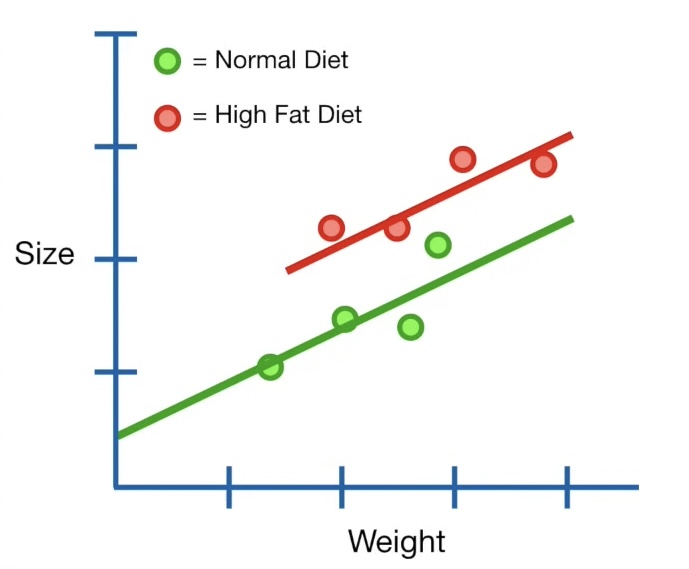 = Normal Diet
= High Fat Diet
Size
Weight